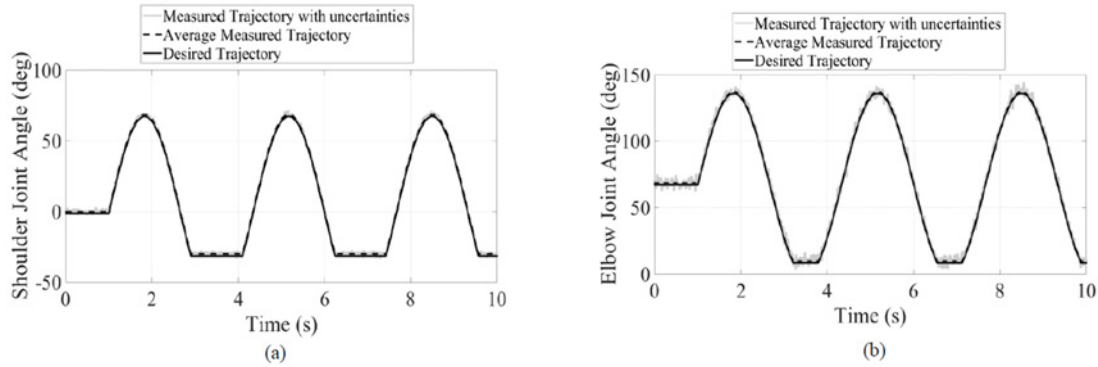 Measured Trajectory with uncertainties
Average Measured Trajectory
Desired Trajectory
Shoulder Joint Angle (deg)
100
50
0
-50
0 2 4 6 8 10
Time (s)
(a)
Measured Trajectory with uncertainties
Average Measured Trajectory
Desired Trajectory
Elbow Joint Angle (deg)
150
100
50
0
0 2 4 6 8 10
Time (s)
(b)